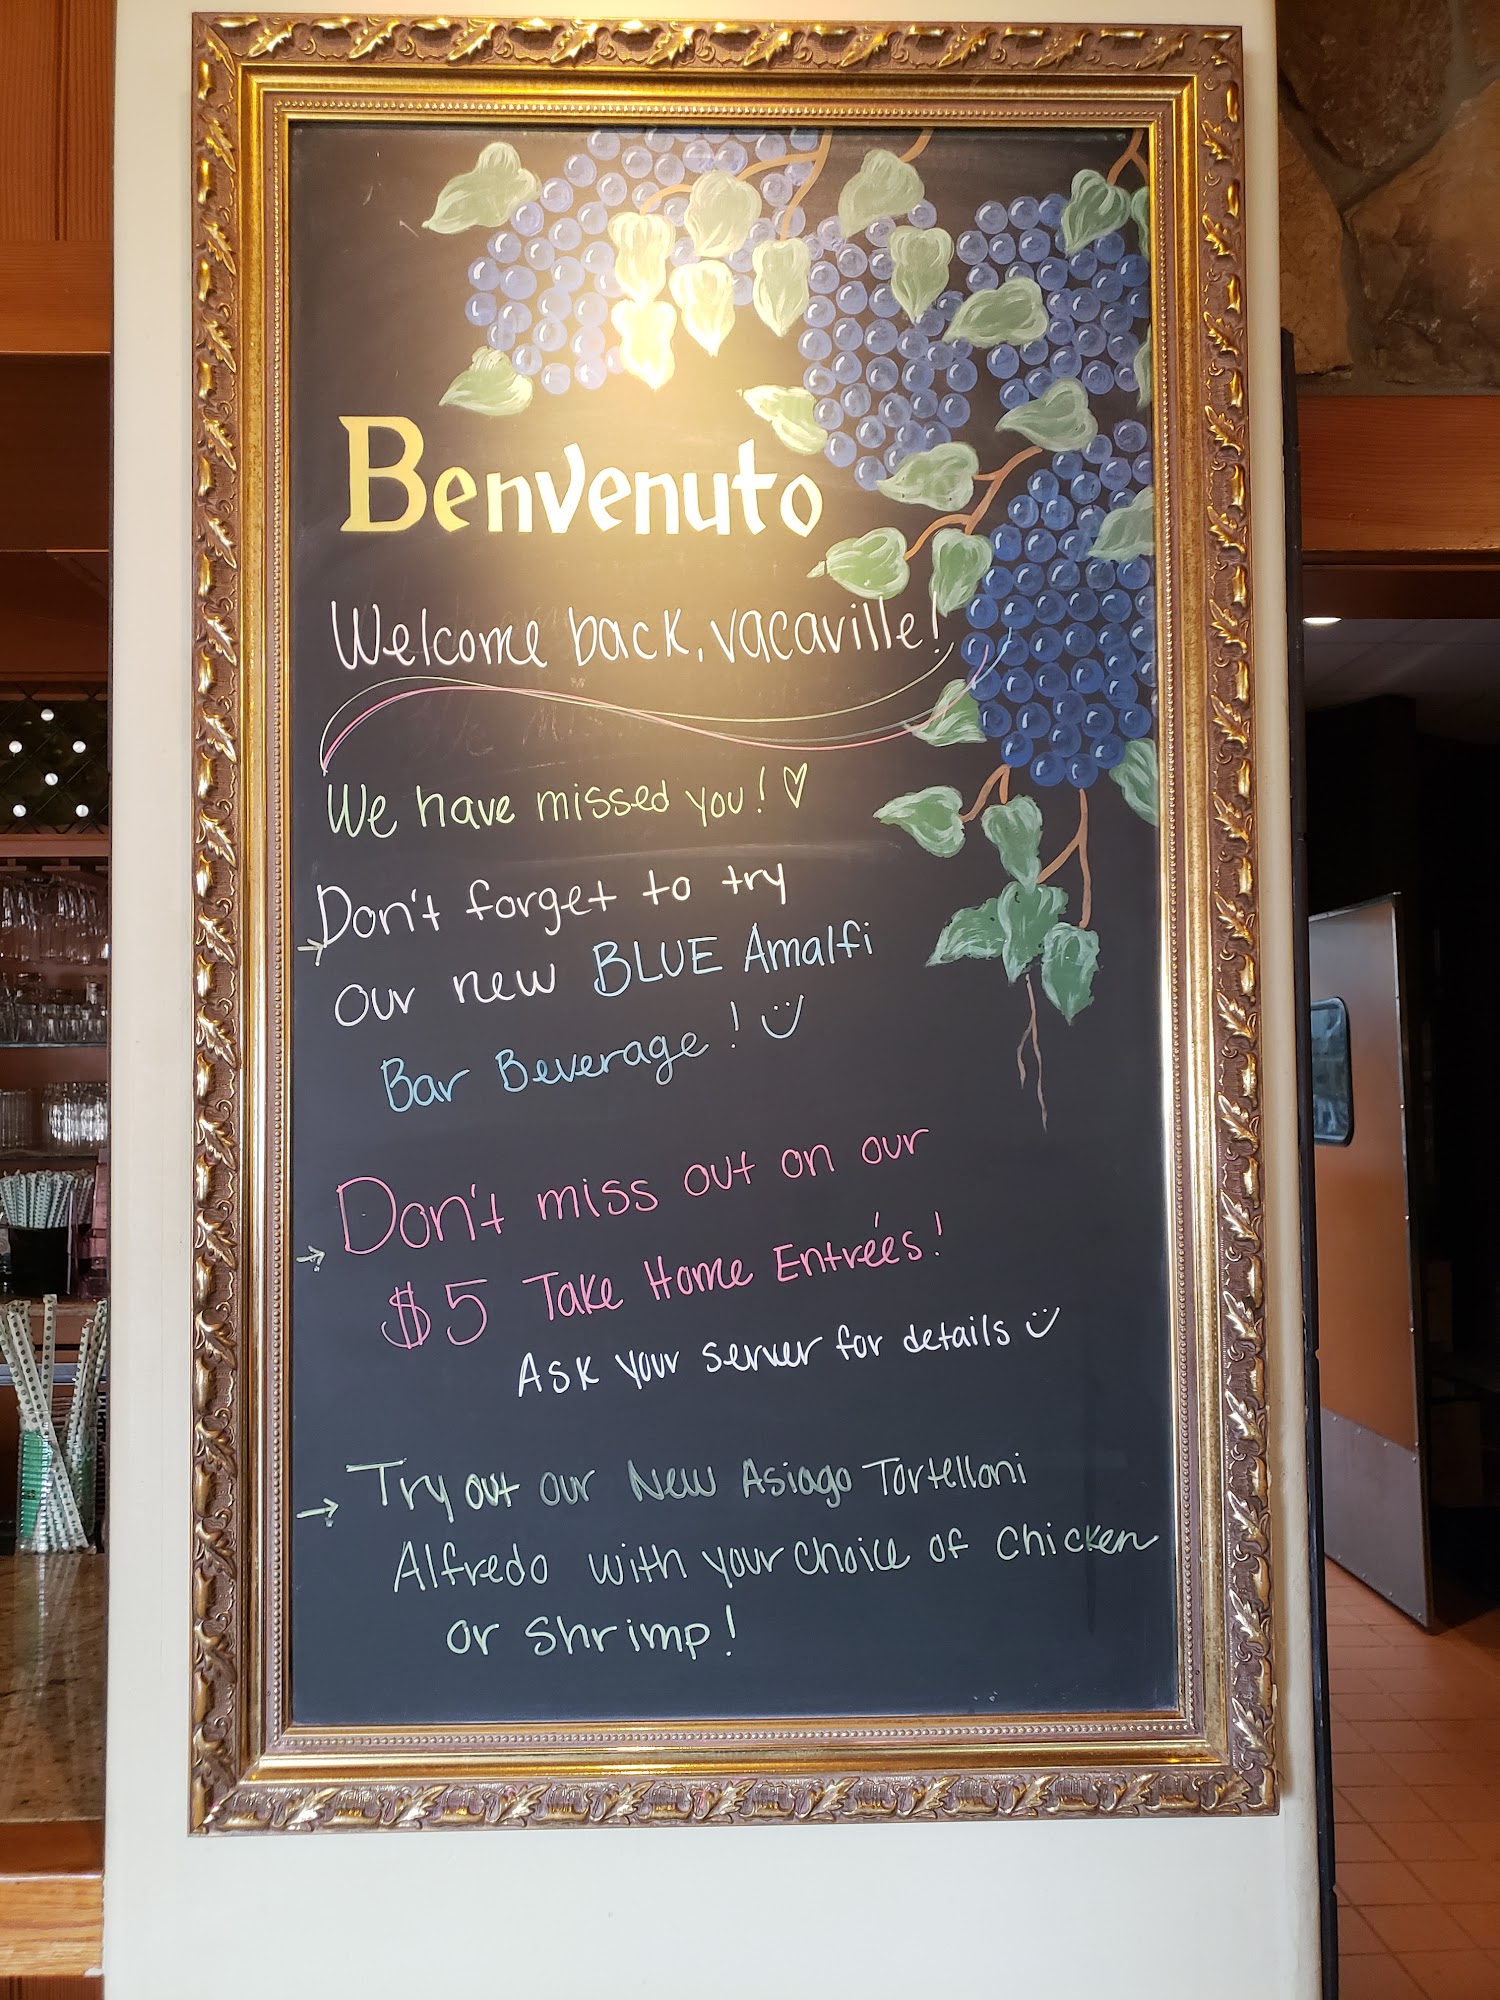 Benvenuto
Welcome back, vacaville!
We have missed you! ♡
Don't forget to try
→ our new BLUE Amalfi
Bar Beverage! :)
Don't miss out on our
→ $5 Take Home Entrées!
Ask your server for details :)
→ Try out our New Asiago Tortelloni
Alfredo with your choice of Chicken
or Shrimp!